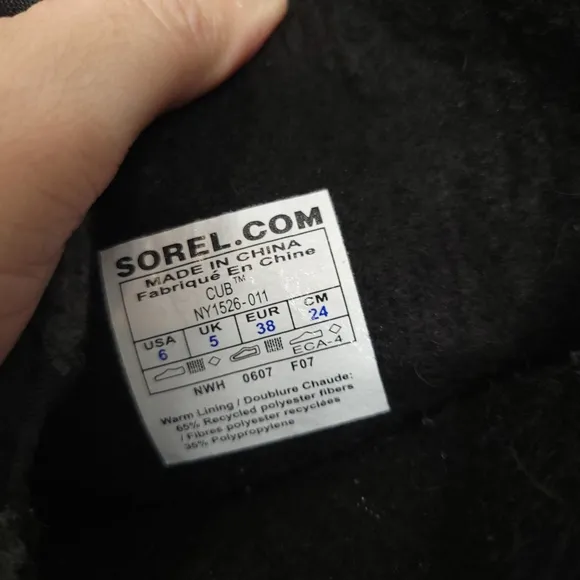 SOREL.COM
MADE IN CHINA
Fabriqué En Chine
CUB™
NY1526-011
USA UK EUR CM
6 5 38 24
ECA-4
NWH 0607 F07
Warm Lining / Doublure Chaude:
65% Recycled polyester fibers
/ Fibres polyester recyclées
35% Polypropylene